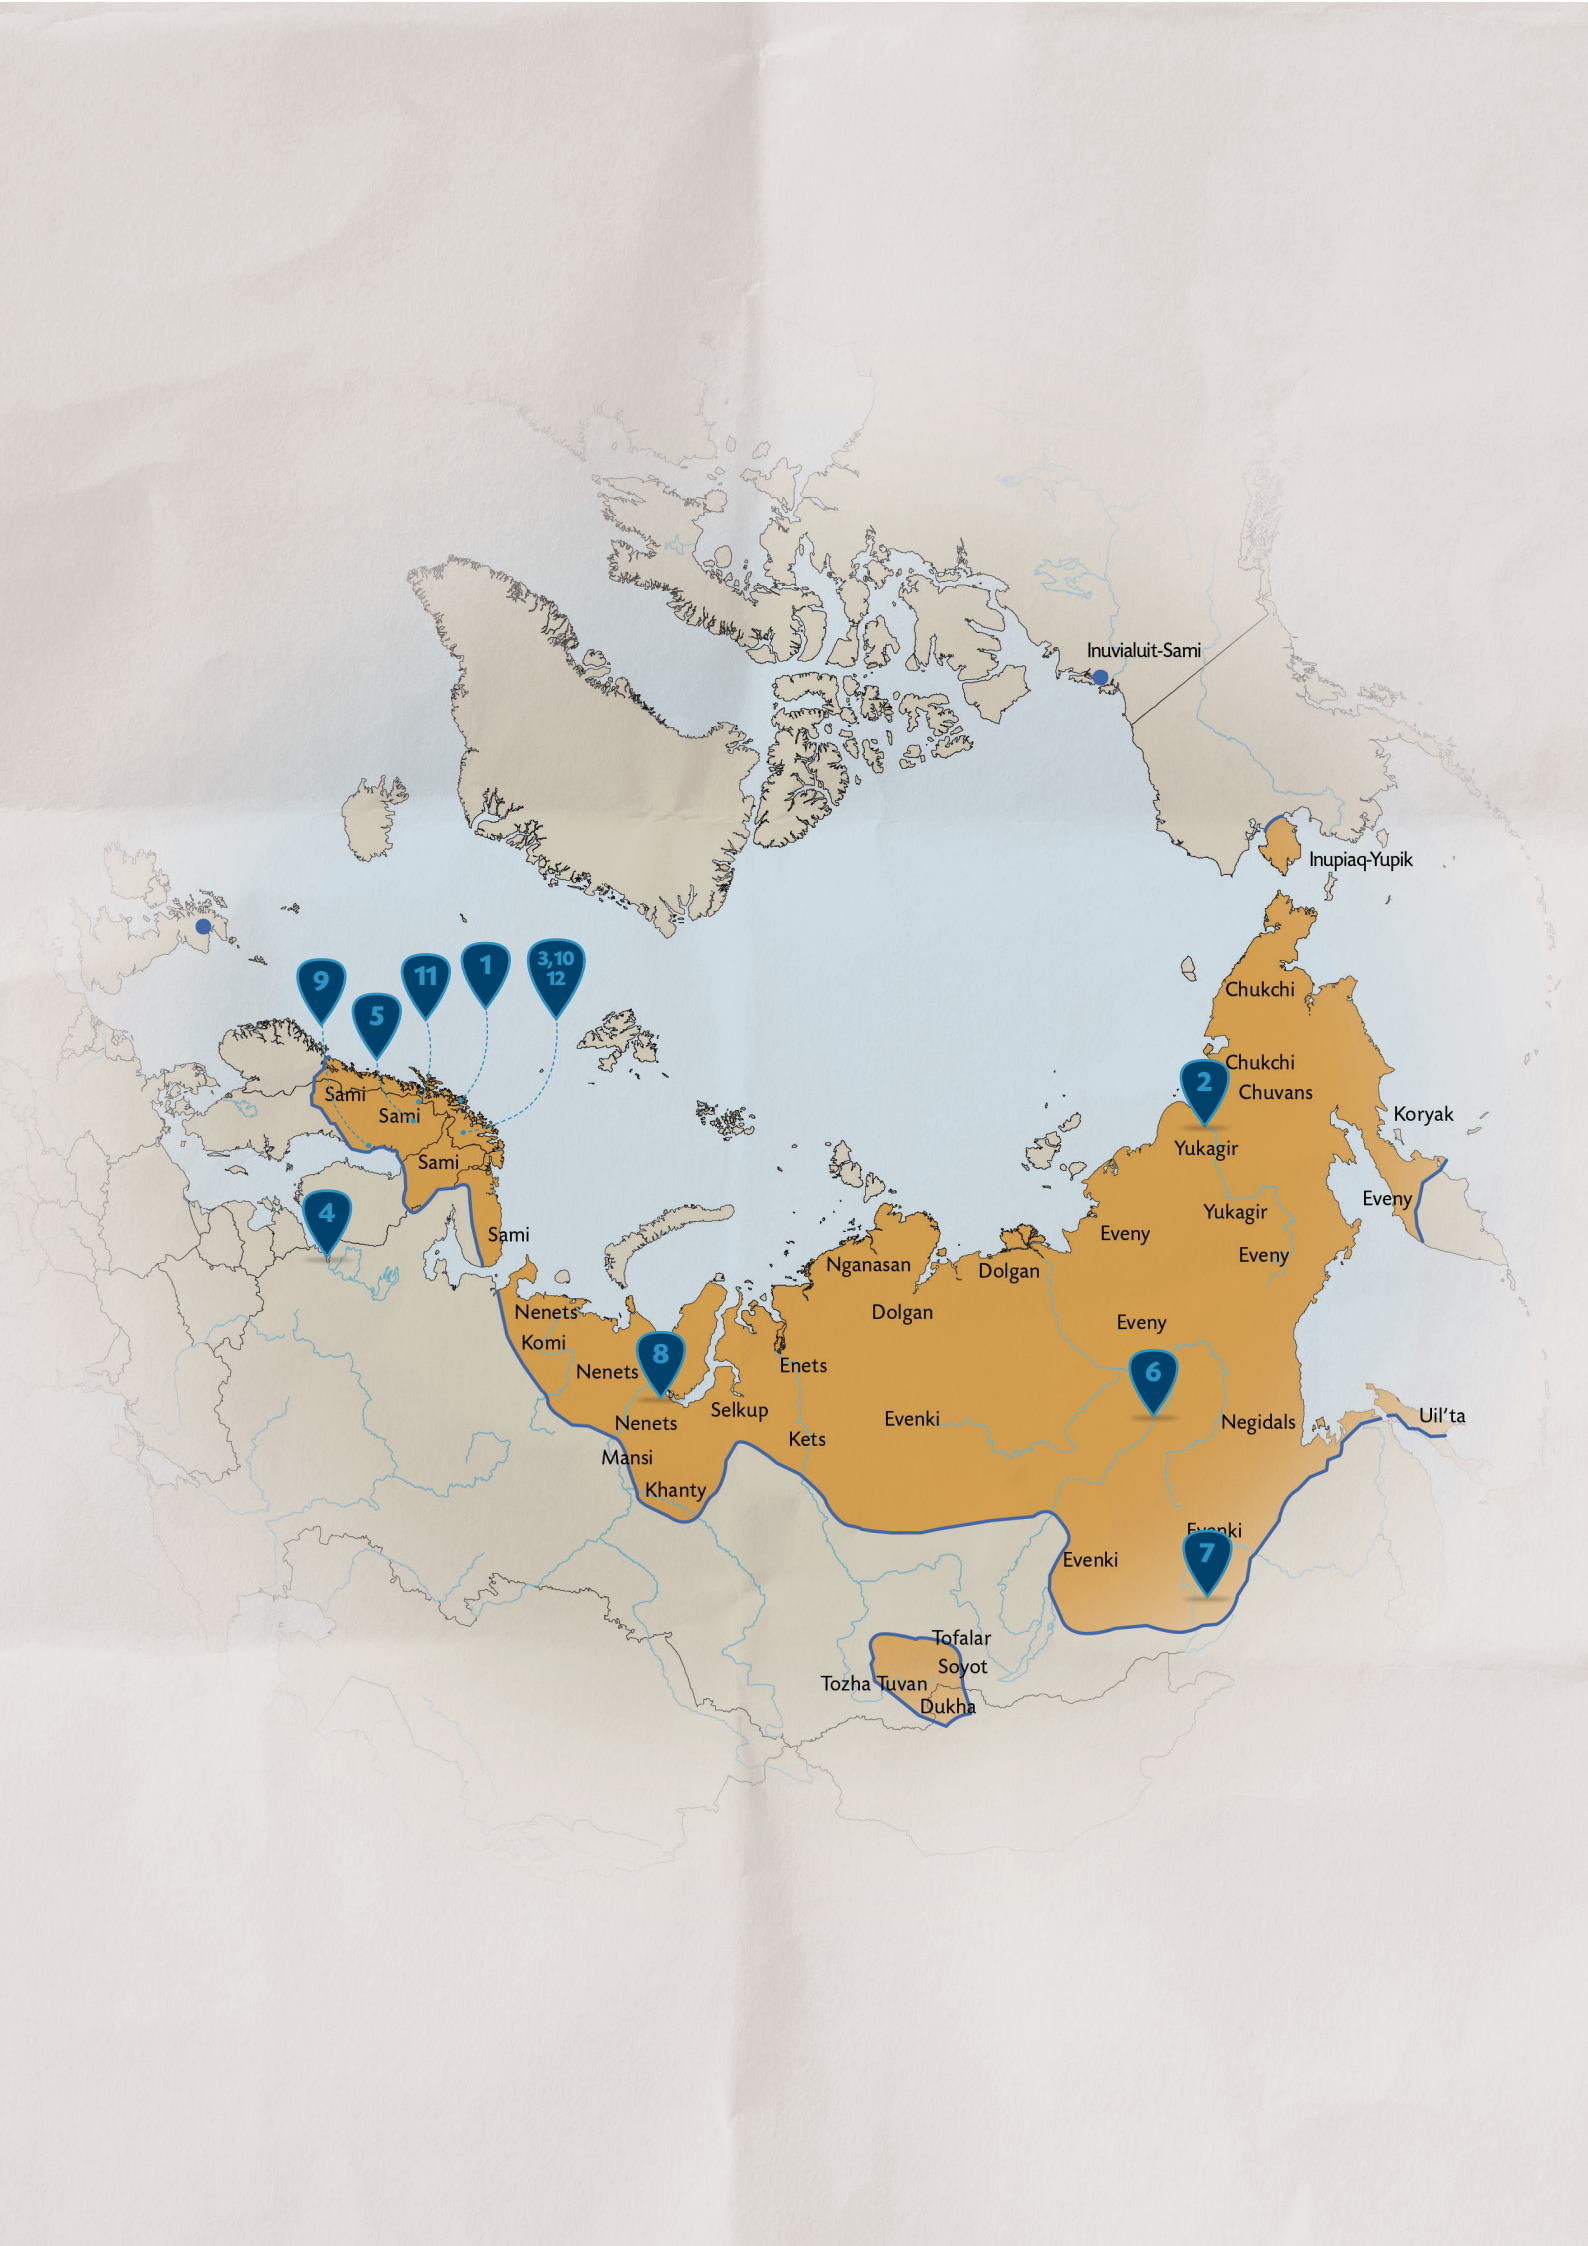 Inuvialuit-Sami
Inupiaq-Yupik
9
11
1
3,10
12
5
Chukchi
Chukchi
2
Chuvans
Sami
Sami
Koryak
Yukagir
Sami
4
Eveny
Yukagir
Sami
Eveny
Eveny
Nganasan
Dolgan
Nenets
Dolgan
Eveny
Komi
8
Nenets
Enets
6
Selkup
Nenets
Evenki
Negidals
Uil'ta
Kets
Mansi
Khanty
Evenki
7
Evenki
Tofalar
Soyot
Tozha Tuvan
Dukha